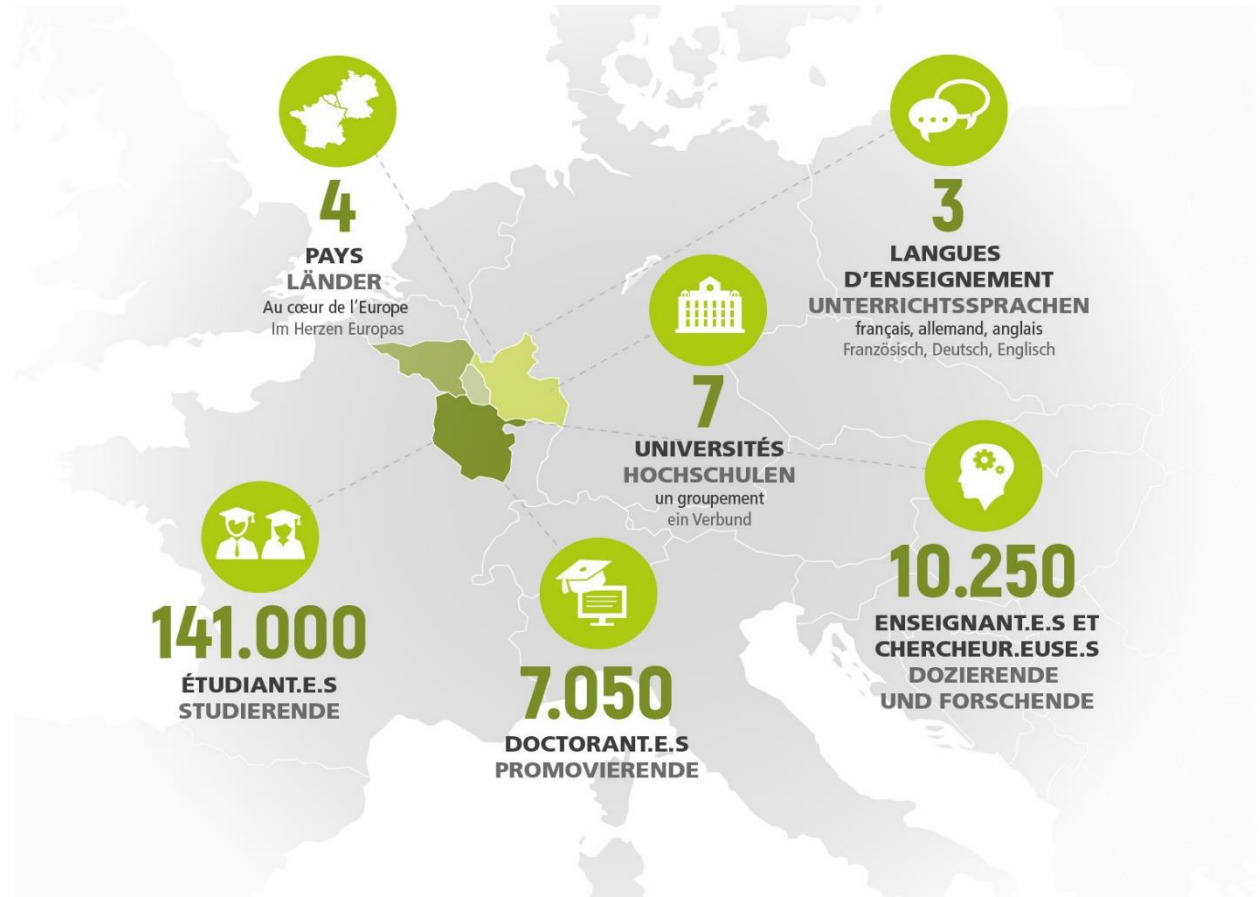 4
PAYS
LÄNDER
Au cœur de l’Europe
Im Herzen Europas
3
LANGUES
D’ENSEIGNEMENT
UNTERRICHTSSPRACHEN
français, allemand, anglais
Französisch, Deutsch, Englisch
7
UNIVERSITÉS
HOCHSCHULEN
un groupement
ein Verbund
141.000
ÉTUDIANT.E.S
STUDIERENDE
7.050
DOCTORANT.E.S
PROMOVIERENDE
10.250
ENSEIGNANT.E.S ET
CHERCHEUR.EUSE.S
DOZIERENDE
UND FORSCHENDE